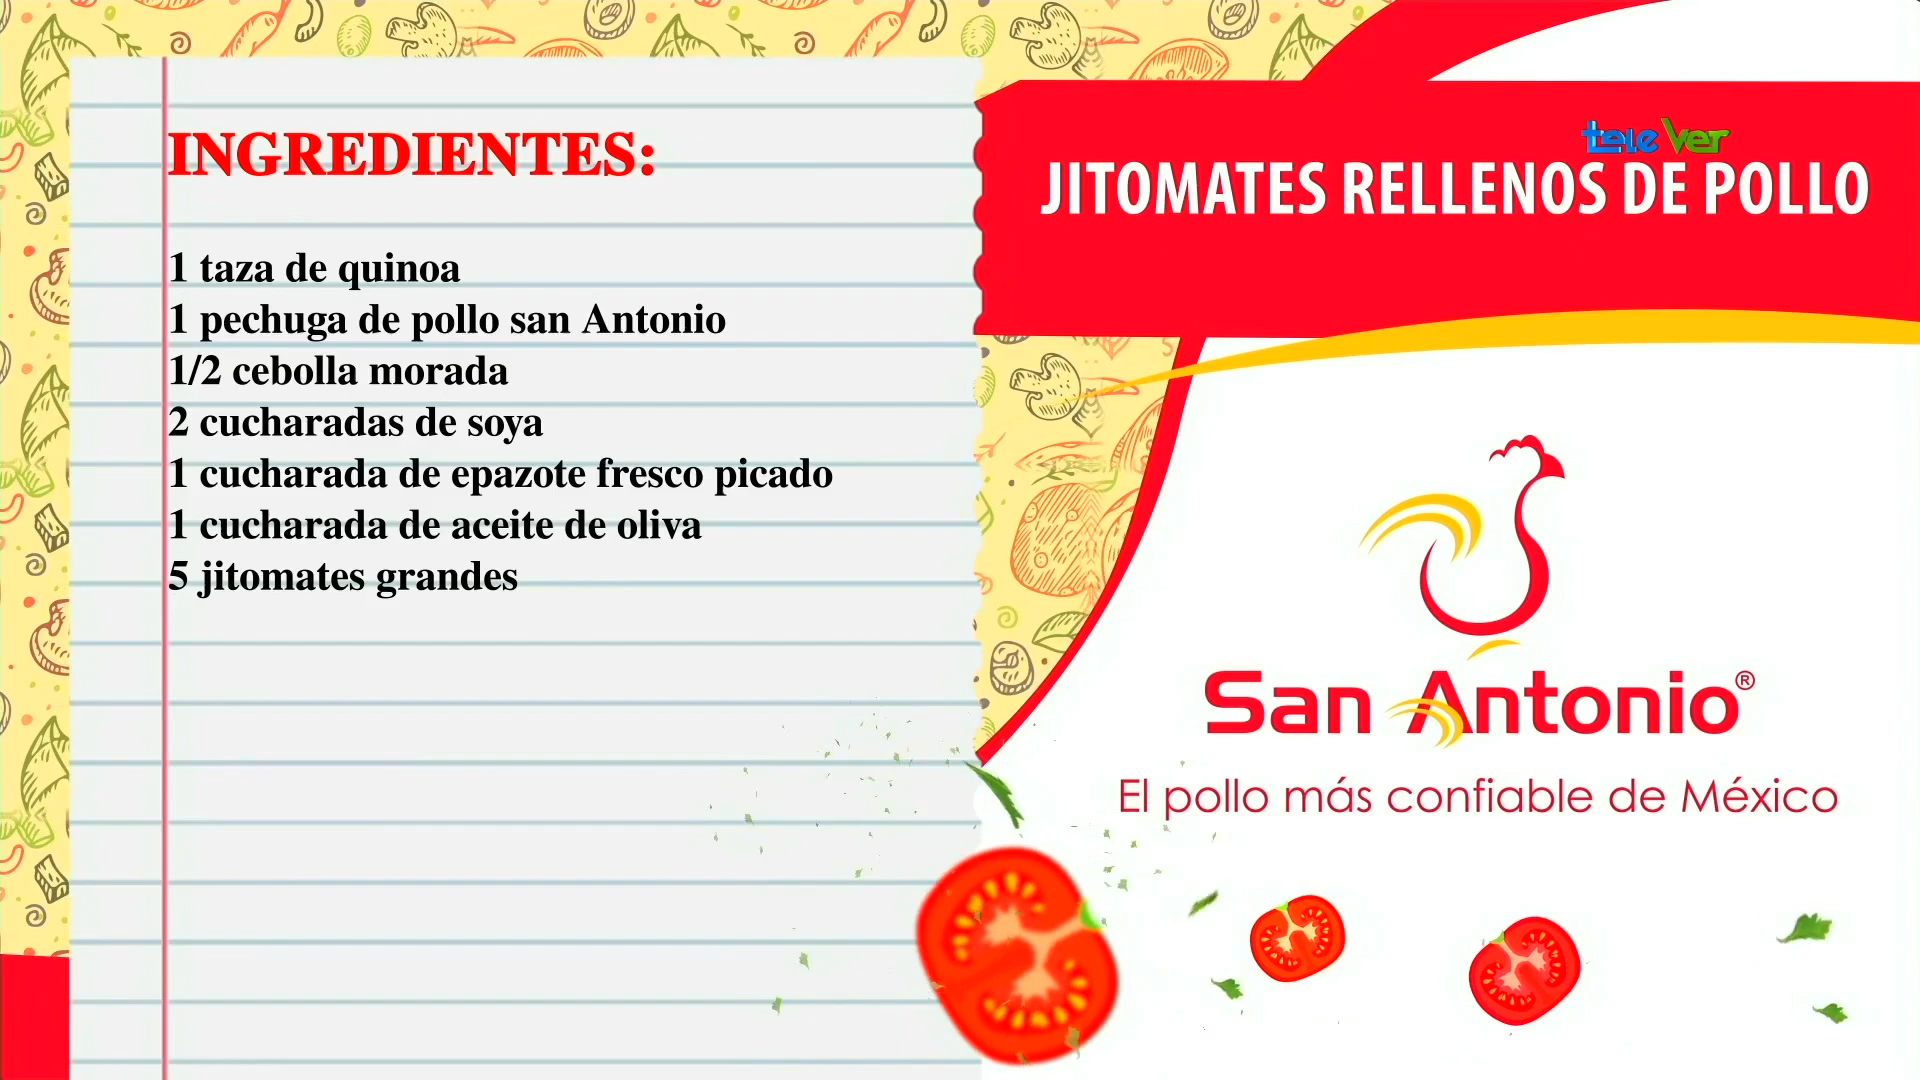 INGREDIENTES:
1 taza de quinoa
1 pechuga de pollo san Antonio
1/2 cebolla morada
2 cucharadas de soya
1 cucharada de epazote fresco picado
1 cucharada de aceite de oliva
5 jitomates grandes
tele Ver
JITOMATES RELLENOS DE POLLO
San Antonio®
El pollo más confiable de México